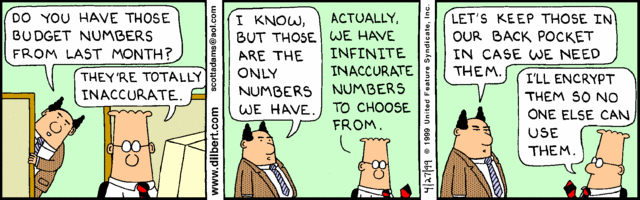 DO YOU HAVE THOSE
BUDGET NUMBERS
FROM LAST MONTH?
THEY'RE TOTALLY
INACCURATE.
www.dilbert.com
scottadams@aol.com
I KNOW,
BUT THOSE
ARE THE
ONLY
NUMBERS
WE HAVE.
ACTUALLY,
WE HAVE
INFINITE
INACCURATE
NUMBERS
TO CHOOSE
FROM.
4/27/99 © 1999 United Feature Syndicate, Inc.
LET'S KEEP THOSE IN
OUR BACK POCKET
IN CASE WE NEED
THEM.
I'LL ENCRYPT
THEM SO NO
ONE ELSE CAN
USE
THEM.